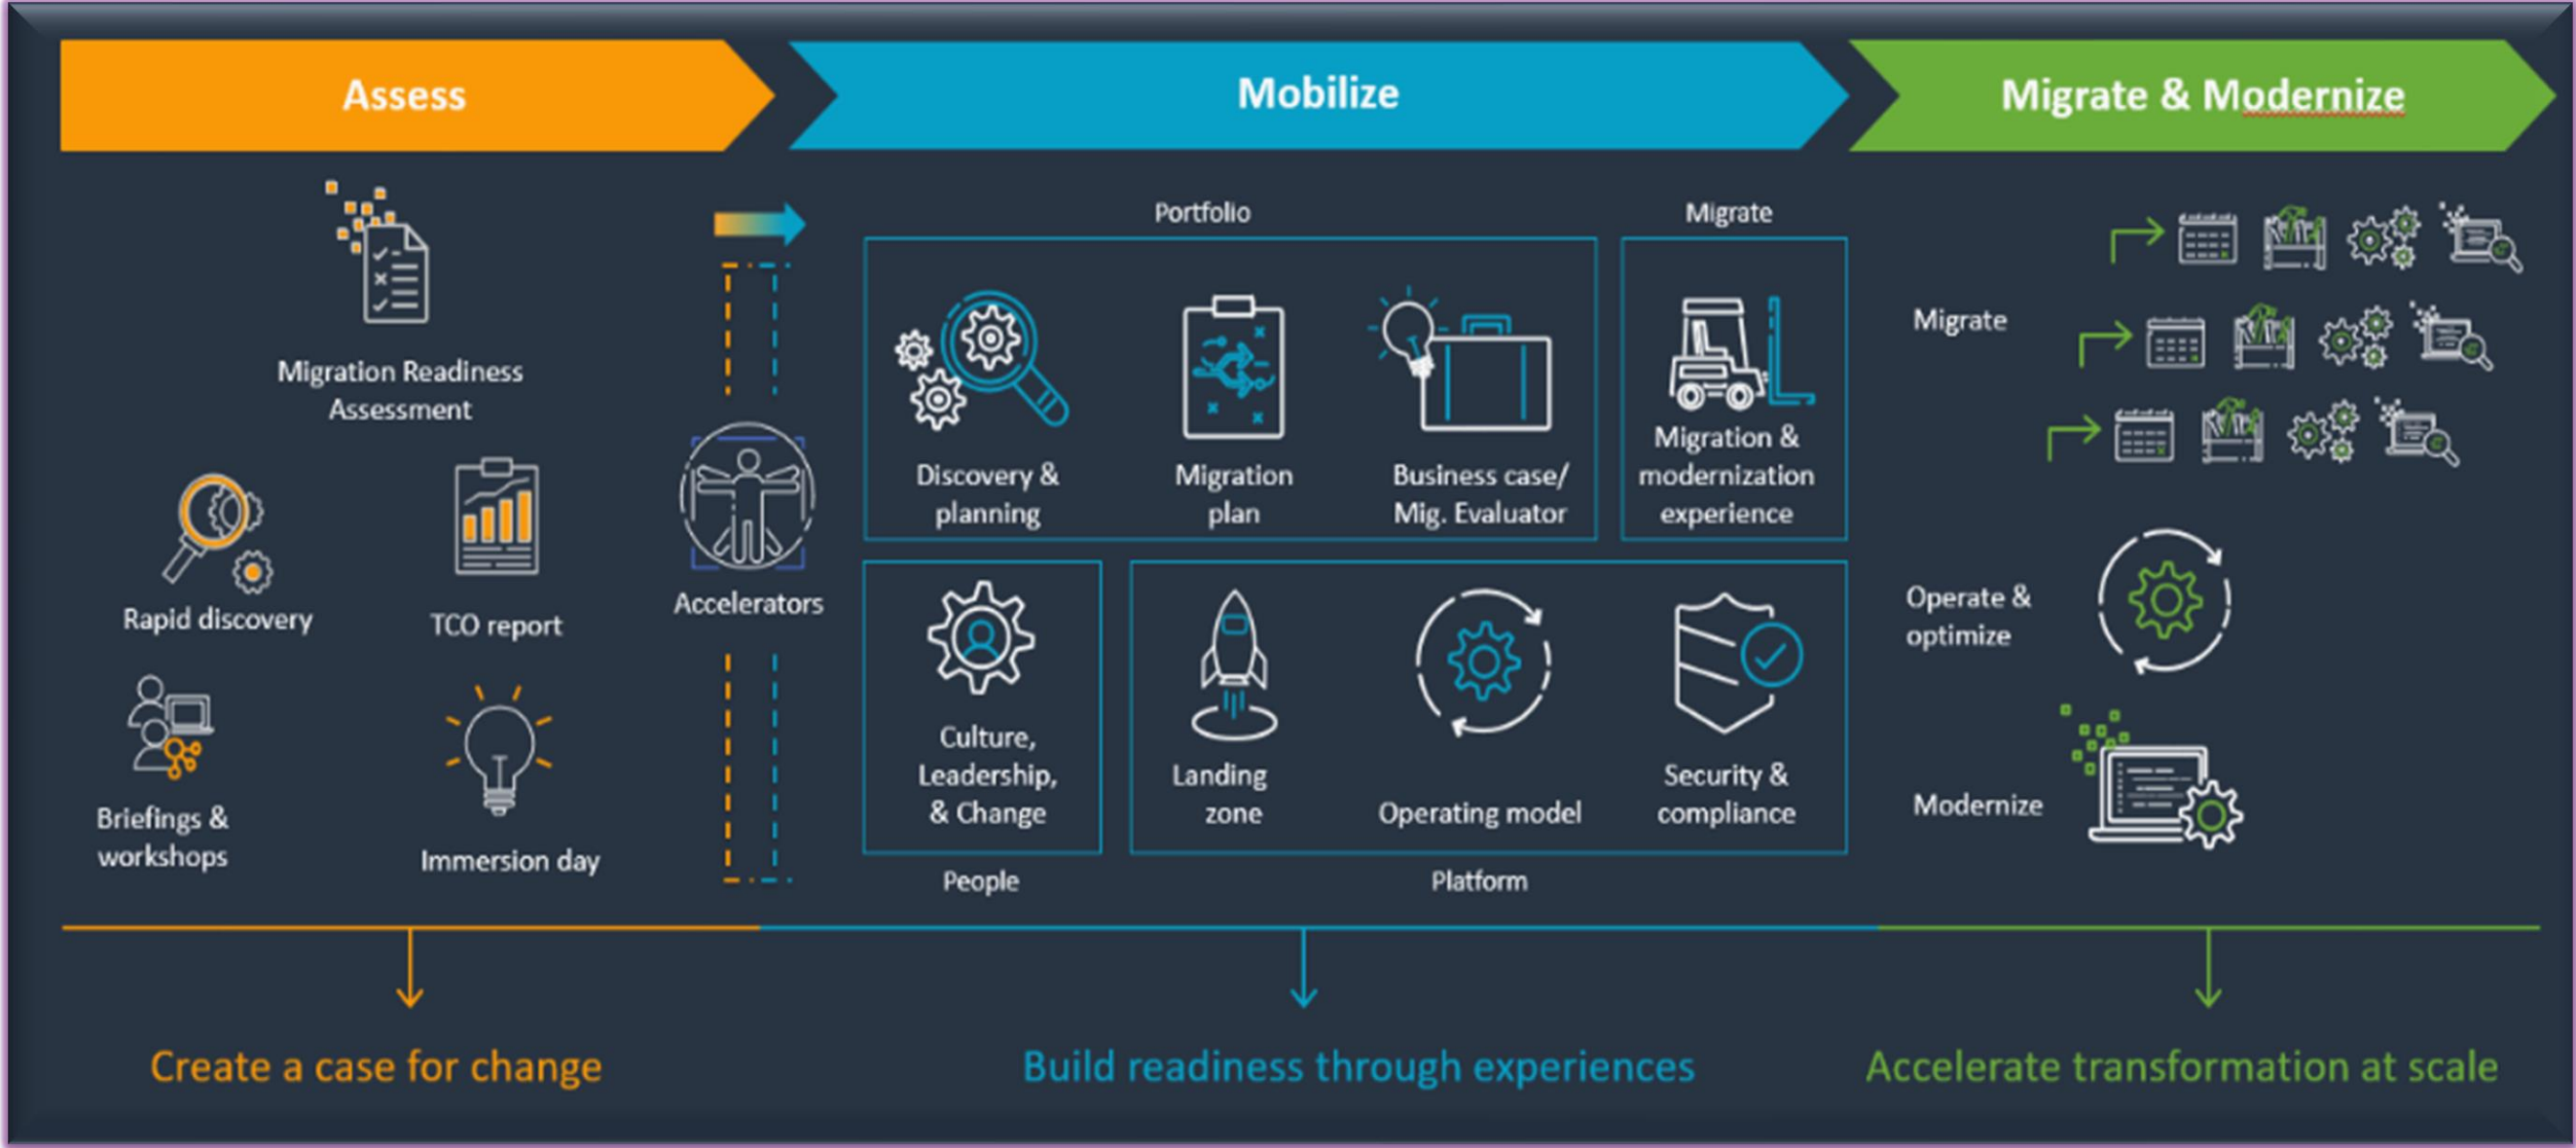 Assess
Mobilize
Migrate & Modernize
Migration Readiness
Assessment
Rapid discovery
TCO report
Briefings &
workshops
Immersion day
Accelerators
Portfolio
Discovery &
planning
Migration
plan
Business case/
Mig. Evaluator
Migrate
Migration &
modernization
experience
Culture,
Leadership,
& Change
People
Landing
zone
Operating model
Security &
compliance
Platform
Migrate
Operate &
optimize
Modernize
Create a case for change
Build readiness through experiences
Accelerate transformation at scale